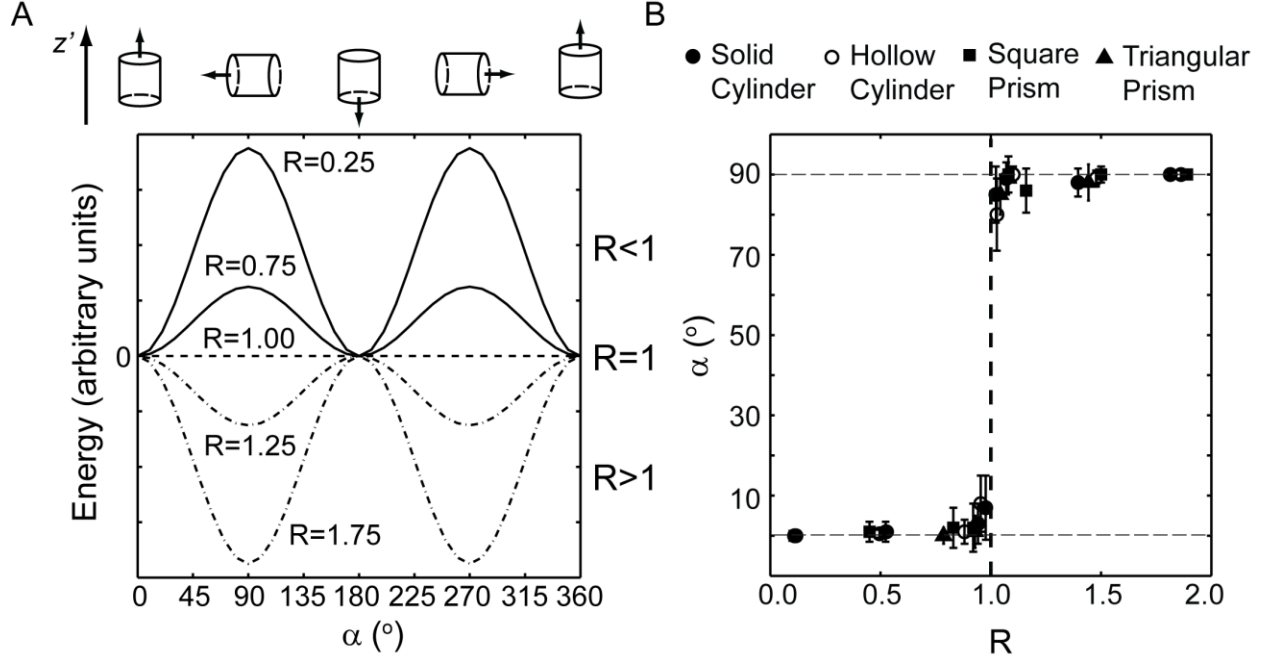 A
z'
R=0.25
R=0.75
R=1.00
R=1.25
R=1.75
R<1
R=1
R>1
0
Energy (arbitrary units)
0 45 90 135 180 225 270 315 360
α (°)
B
Solid Cylinder
Hollow Cylinder
Square Prism
Triangular Prism
90
70
50
30
10
α (°)
0.0 0.5 1.0 1.5 2.0
R